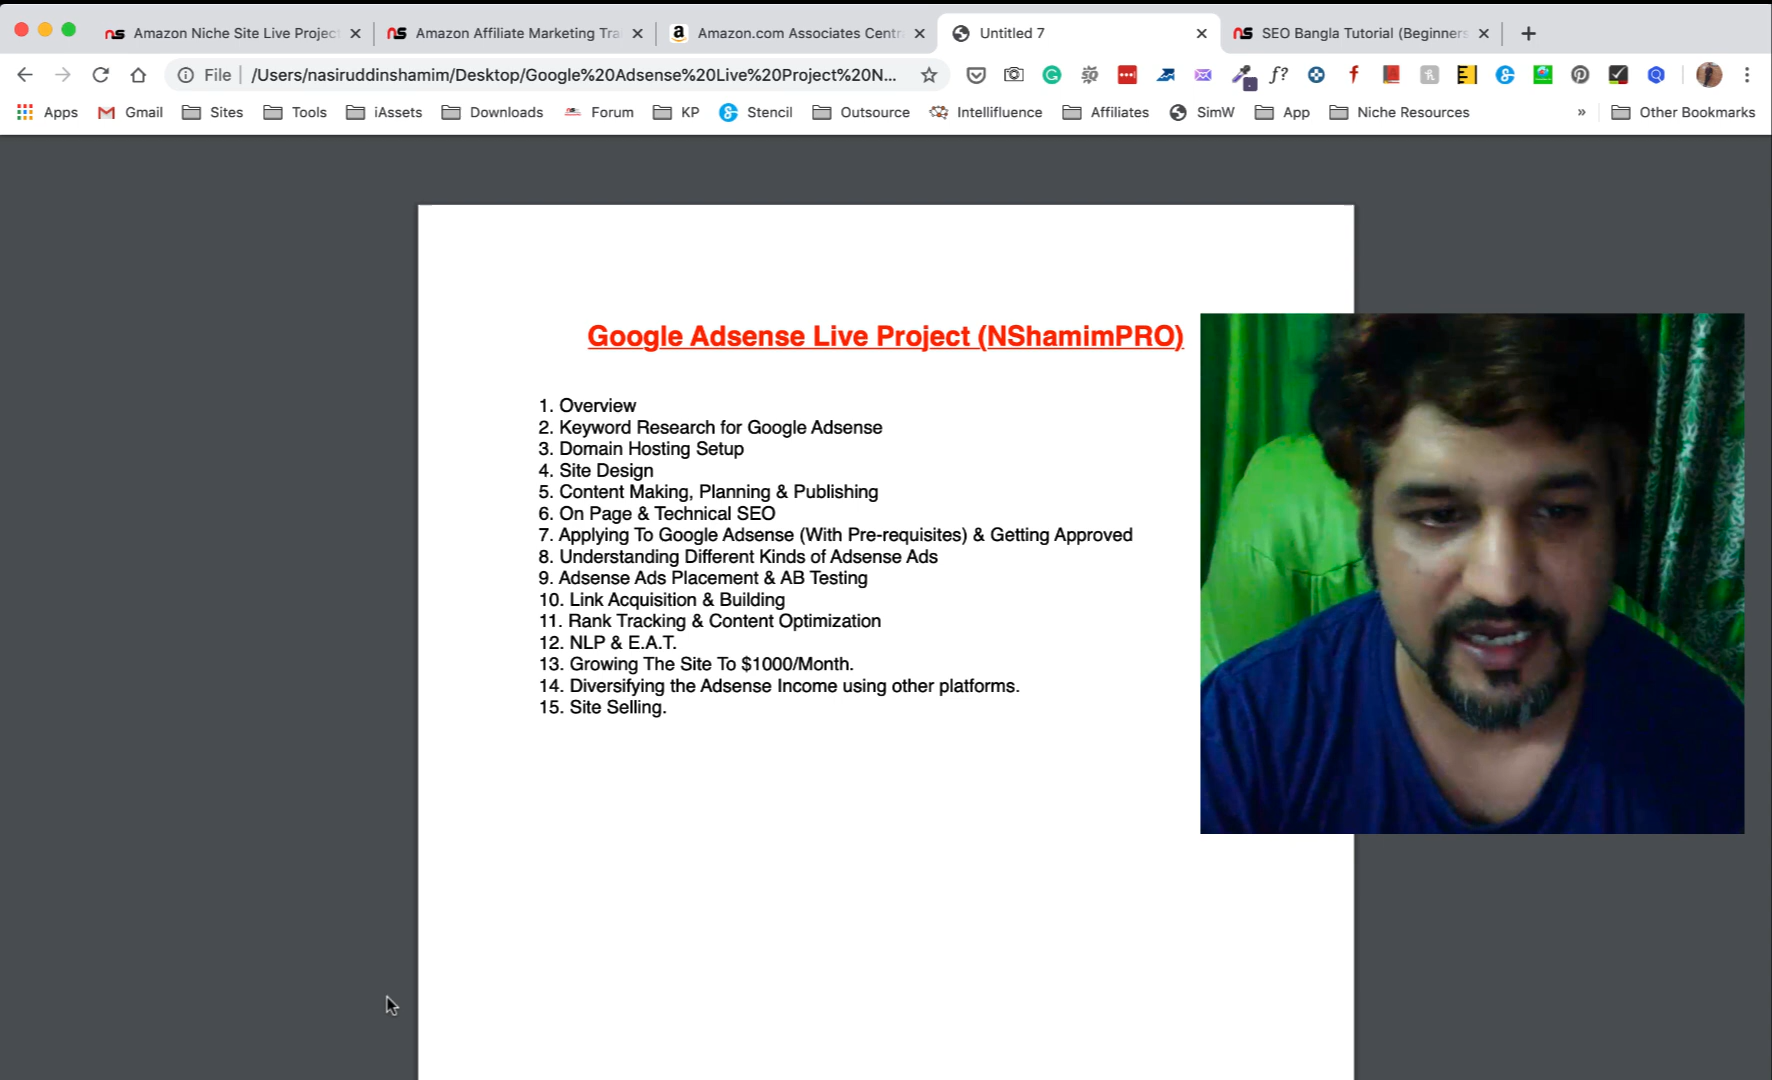 Amazon Niche Site Live Project
Amazon Affiliate Marketing Tra
Amazon.com Associates Centr
Untitled 7
SEO Bangla Tutorial (Beginners
File
/Users/nasiruddinshamim/Desktop/Google%20Adsense%20Live%20Project%20N...
Apps
Gmail
Sites
Tools
iAssets
Downloads
Forum
KP
Stencil
Outsource
Intellifluence
Affiliates
SimW
App
Niche Resources
»
Other Bookmarks
Google Adsense Live Project (NShamimPRO)
1. Overview
2. Keyword Research for Google Adsense
3. Domain Hosting Setup
4. Site Design
5. Content Making, Planning & Publishing
6. On Page & Technical SEO
7. Applying To Google Adsense (With Pre-requisites) & Getting Approved
8. Understanding Different Kinds of Adsense Ads
9. Adsense Ads Placement & AB Testing
10. Link Acquisition & Building
11. Rank Tracking & Content Optimization
12. NLP & E.A.T.
13. Growing The Site To $1000/Month.
14. Diversifying the Adsense Income using other platforms.
15. Site Selling.